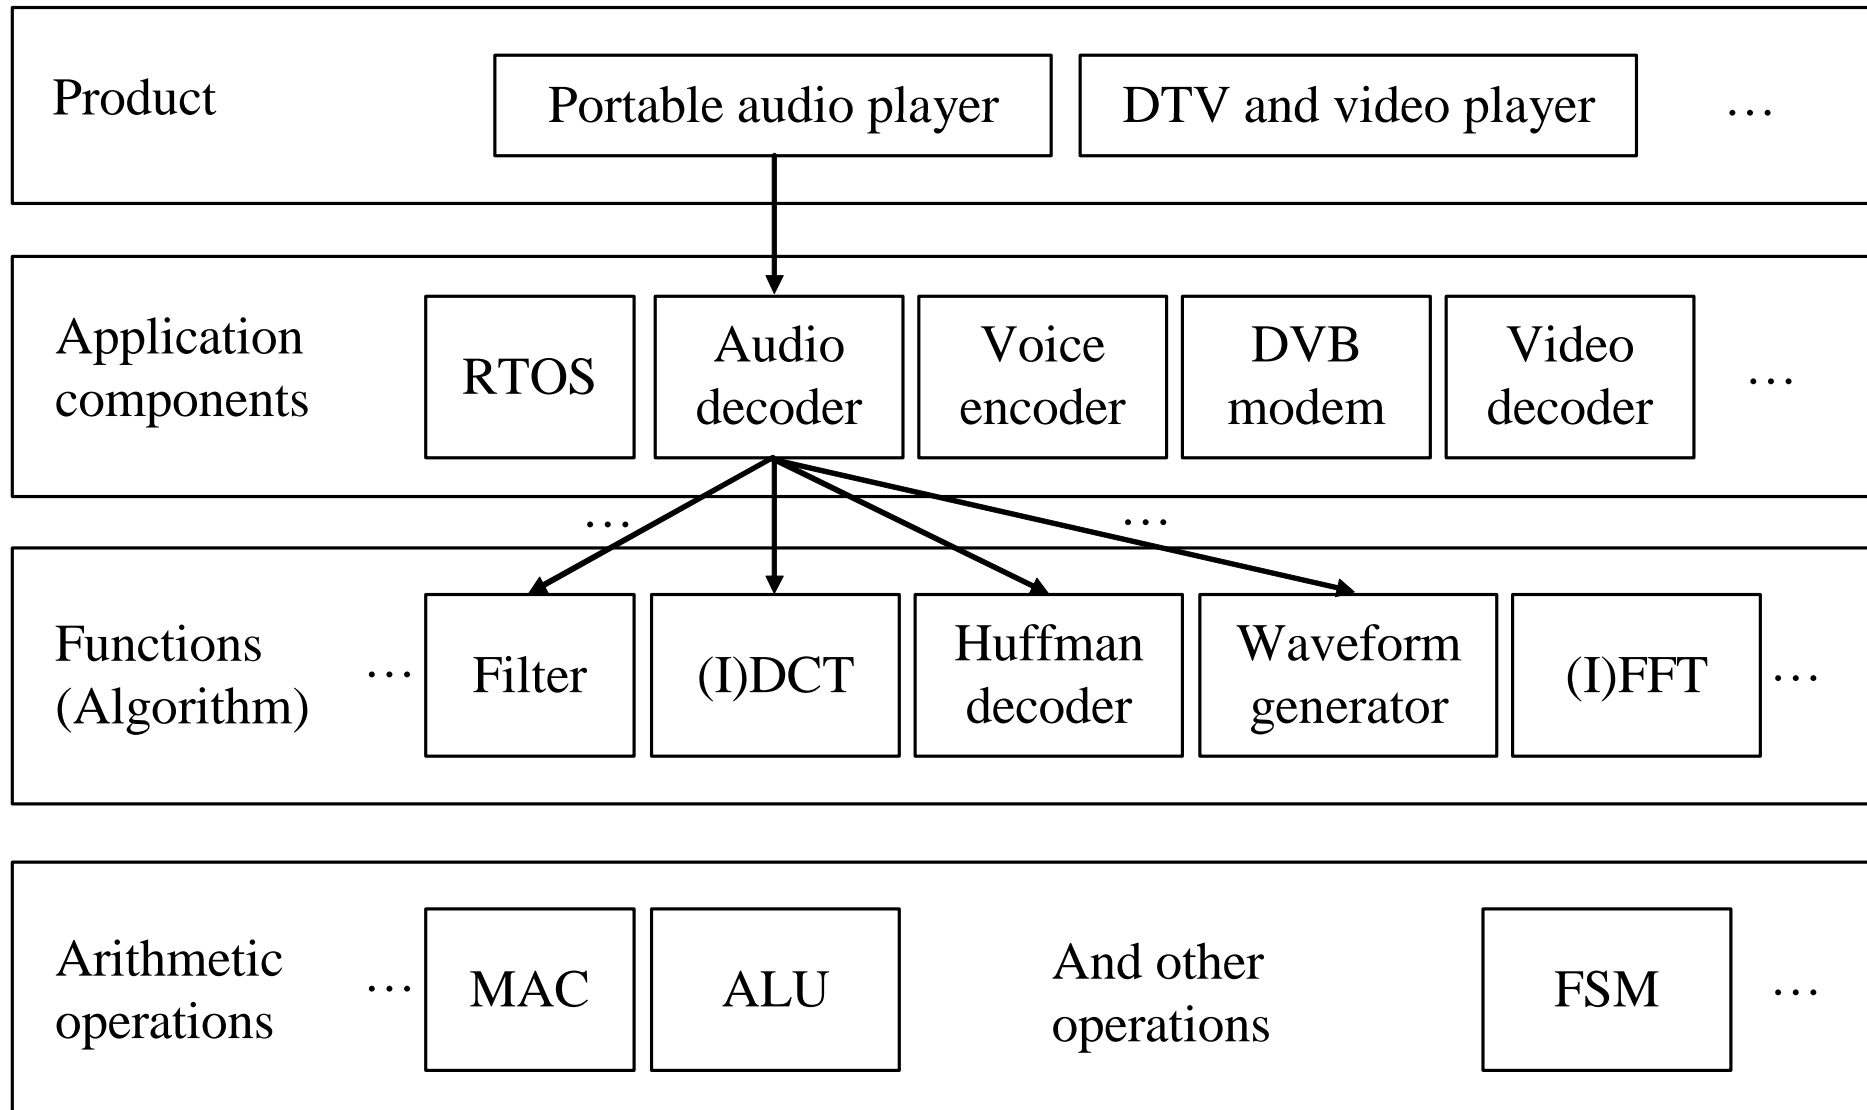 Product
Portable audio player
DTV and video player
…
Application
components
RTOS
Audio
decoder
Voice
encoder
DVB
modem
Video
decoder
…
…
…
Functions
(Algorithm)
…
Filter
(I)DCT
Huffman
decoder
Waveform
generator
(I)FFT
…
Arithmetic
operations
…
MAC
ALU
And other
operations
FSM
…